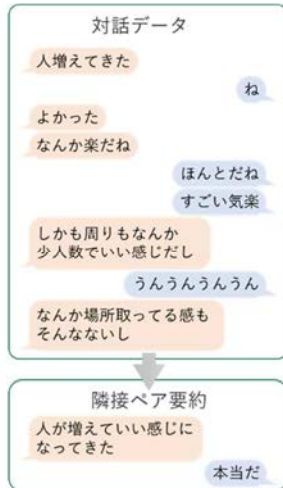 対話データ
人増えてきた
ね
よかった
なんか楽だね
ほんとだね
すごい気楽
しかも周りもなんか
少人数でいい感じだし
うんうんうんうん
なんか場所取ってる感も
そんなないし
隣接ペア要約
人が増えていい感じに
なってきた
本当だ